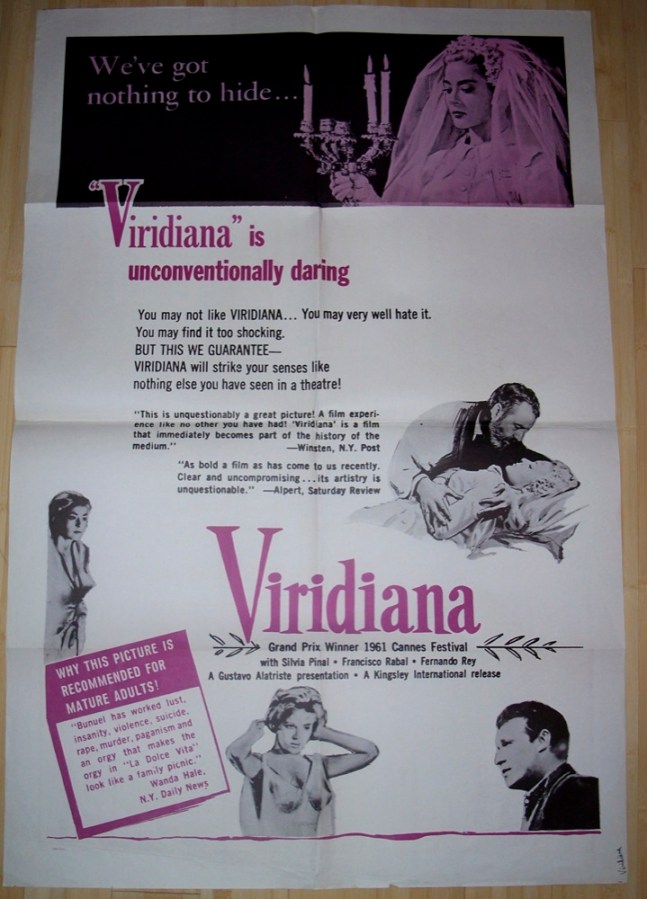 We've got
nothing to hide...
"Viridiana" is
unconventionally daring
You may not like VIRIDIANA... You may very well hate it.
You may find it too shocking.
BUT THIS WE GUARANTEE—
VIRIDIANA will strike your senses like
nothing else you have seen in a theatre!
"This is unquestionably a great picture! A film experi-
ence like no other you have had! 'Viridiana' is a film
that immediately becomes part of the history of the
medium." —Winsten, N.Y. Post
"As bold a film as has come to us recently.
Clear and uncompromising...its artistry is
unquestionable." —Alpert, Saturday Review
Viridiana
Grand Prix Winner 1961 Cannes Festival
with Silvia Pinal • Francisco Rabal • Fernando Rey
A Gustavo Alatriste presentation • A Kingsley International release
WHY THIS PICTURE IS
RECOMMENDED FOR
MATURE ADULTS!
"Bunuel has worked lust,
insanity, violence, suicide,
rape, murder, paganism and
an orgy that makes the
orgy in "La Dolce Vita"
look like a family picnic."
Wanda Hale,
N.Y. Daily News
Viridiana